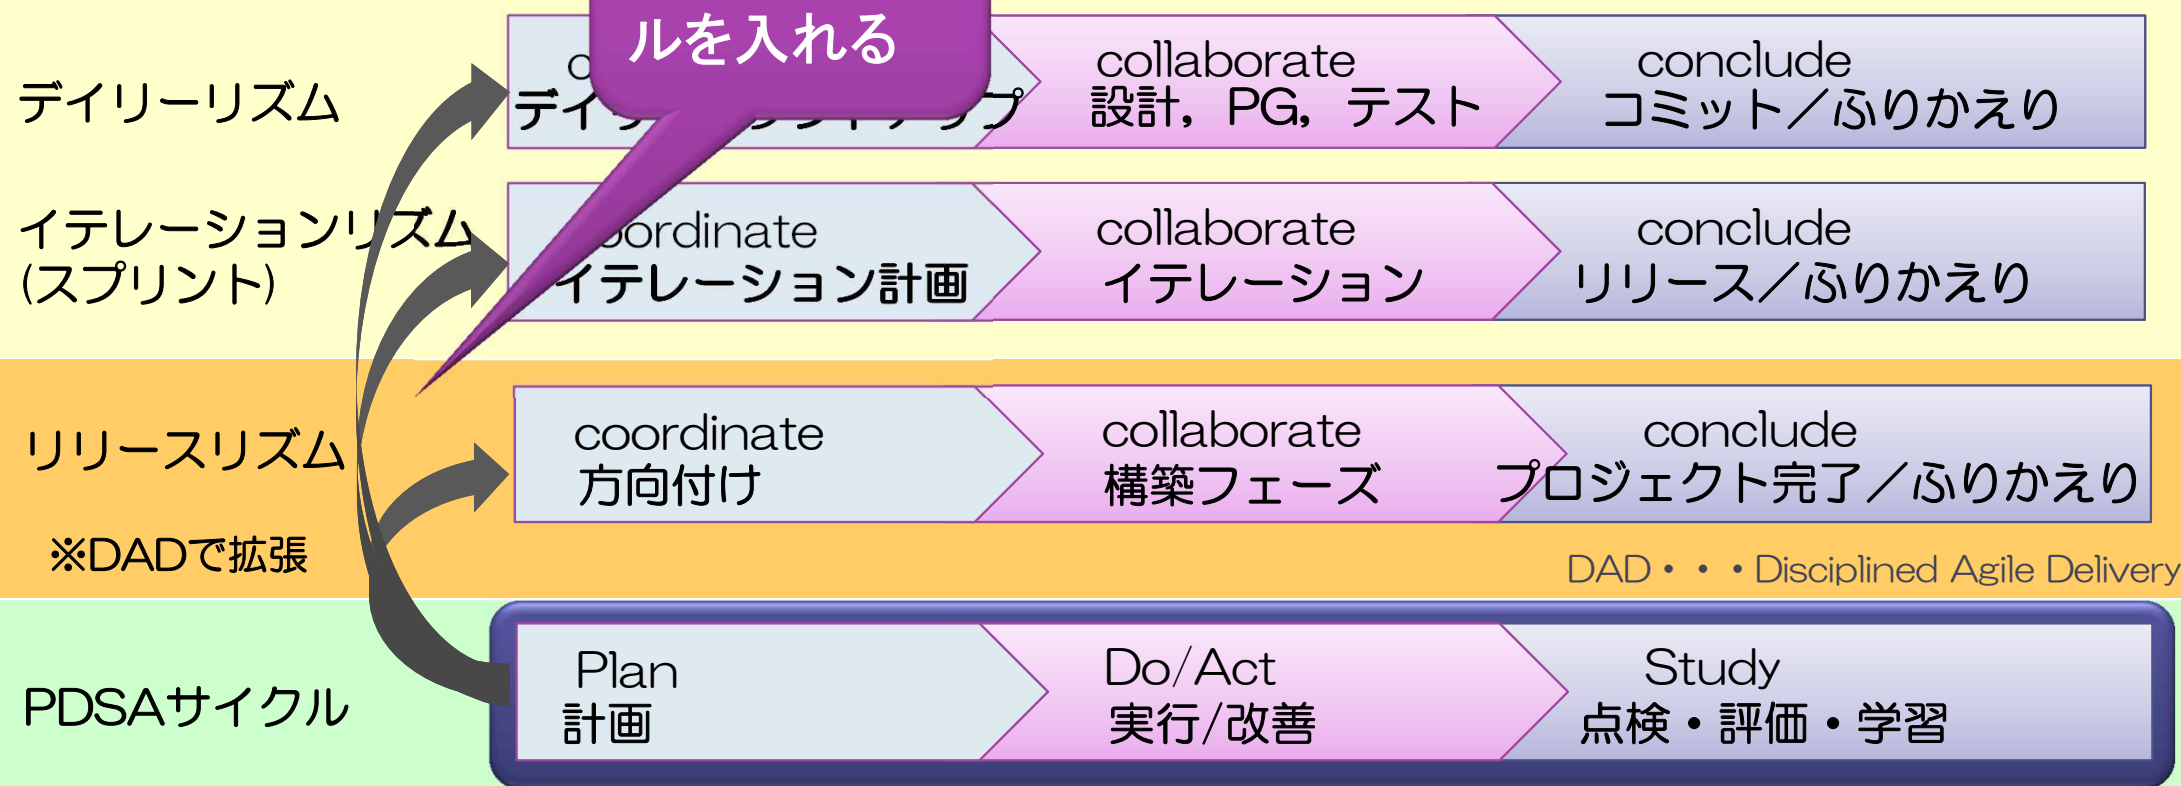 ルを入れる
デイリーリズム
collaborate
設計，PG，テスト
conclude
コミット／ふりかえり
イテレーションリズム
(スプリント)
イテレーション計画
collaborate
イテレーション
conclude
リリース／ふりかえり
リリースリズム
※DADで拡張
coordinate
方向付け
collaborate
構築フェーズ
conclude
プロジェクト完了／ふりかえり
DAD・・・Disciplined Agile Delivery
PDSAサイクル
Plan
計画
Do/Act
実行/改善
Study
点検・評価・学習